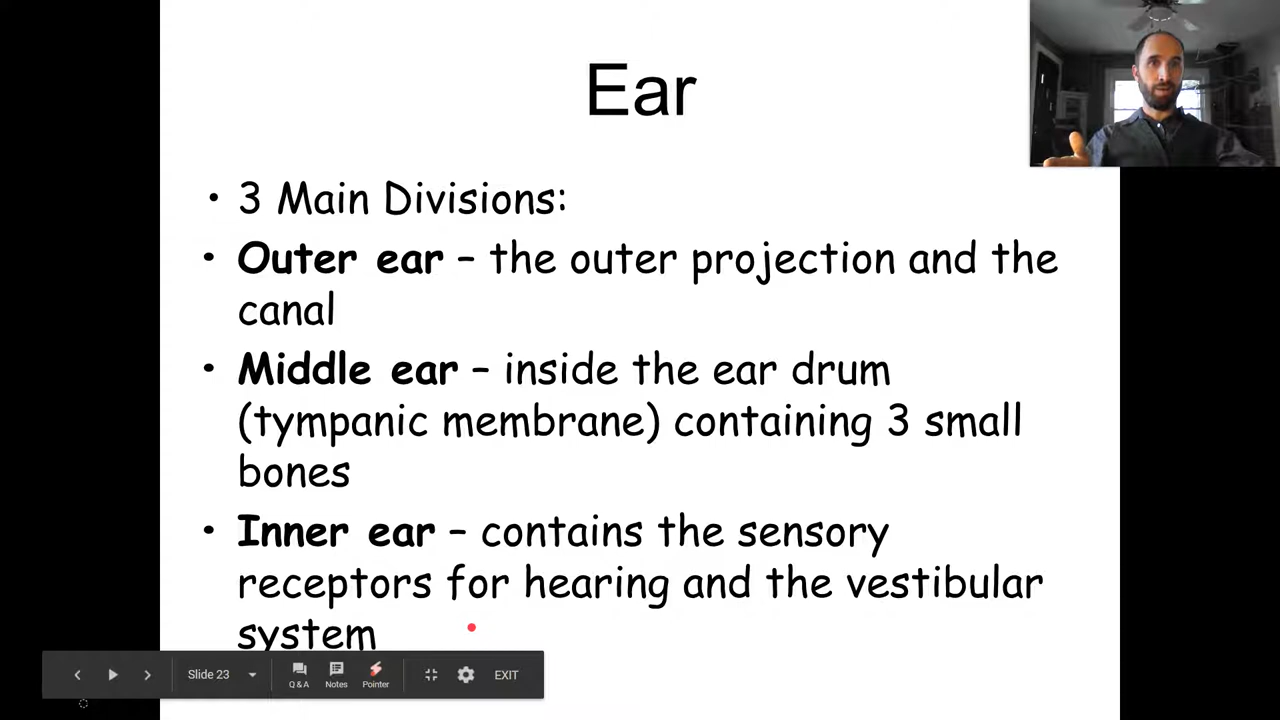 Ear
• 3 Main Divisions:
• Outer ear – the outer projection and the
canal
• Middle ear – inside the ear drum
(tympanic membrane) containing 3 small
bones
• Inner ear – contains the sensory
receptors for hearing and the vestibular
system
Slide 23
Q & A
Notes
Pointer
EXIT